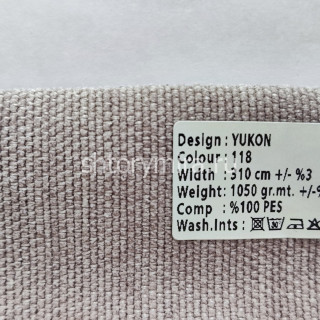 Design : YUKON
Colour : 118
Width : 310 cm +/- %3
Weight : 1050 gr.mt. +/-%
Comp : %100 PES
Wash.Ints :